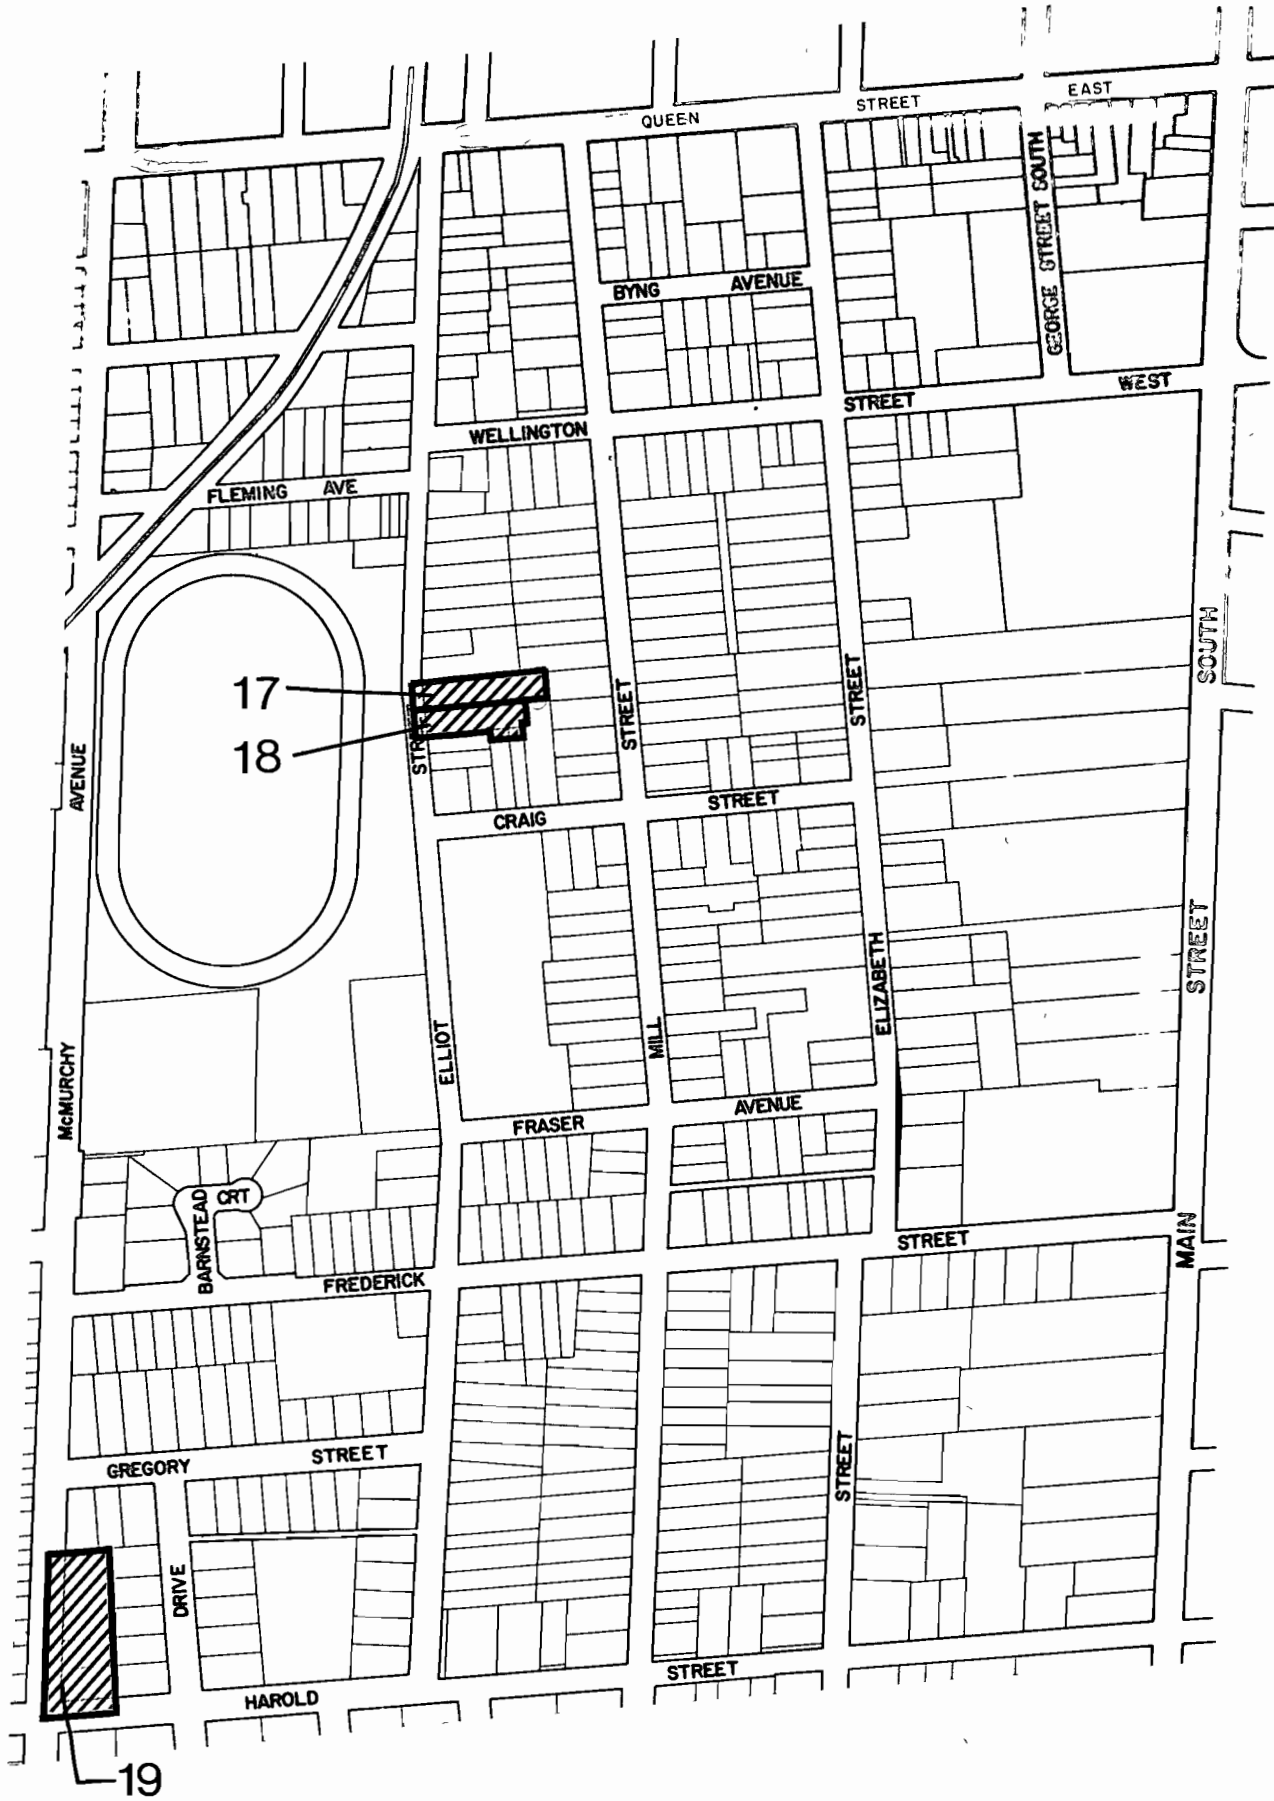 QUEEN STREET EAST
GEORGE STREET SOUTH
BYNG AVENUE
WELLINGTON STREET WEST
FLEMING AVE
SOUTH
17
18
STREE
STREET
STREET
AVENUE
CRAIG STREET
STREET
ELIZABETH
ELLIOT
MILL
McMURCHY
FRASER AVENUE
BARNSTEAD CRT
MAIN
FREDERICK STREET
GREGORY STREET
STREET
DRIVE
HAROLD STREET
19